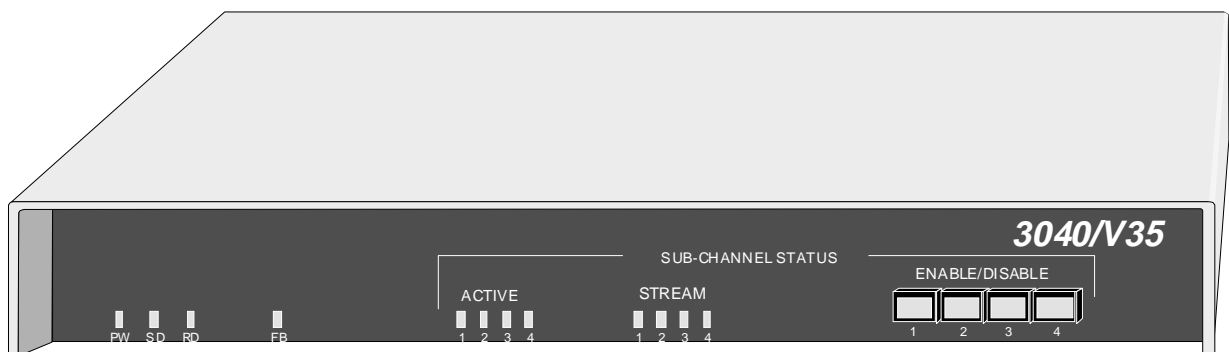 3040/V35
SUB-CHANNEL STATUS
ENABLE/DISABLE
ACTIVE
STREAM
PW SD RD FB
1 2 3 4
1 2 3 4
1 2 3 4